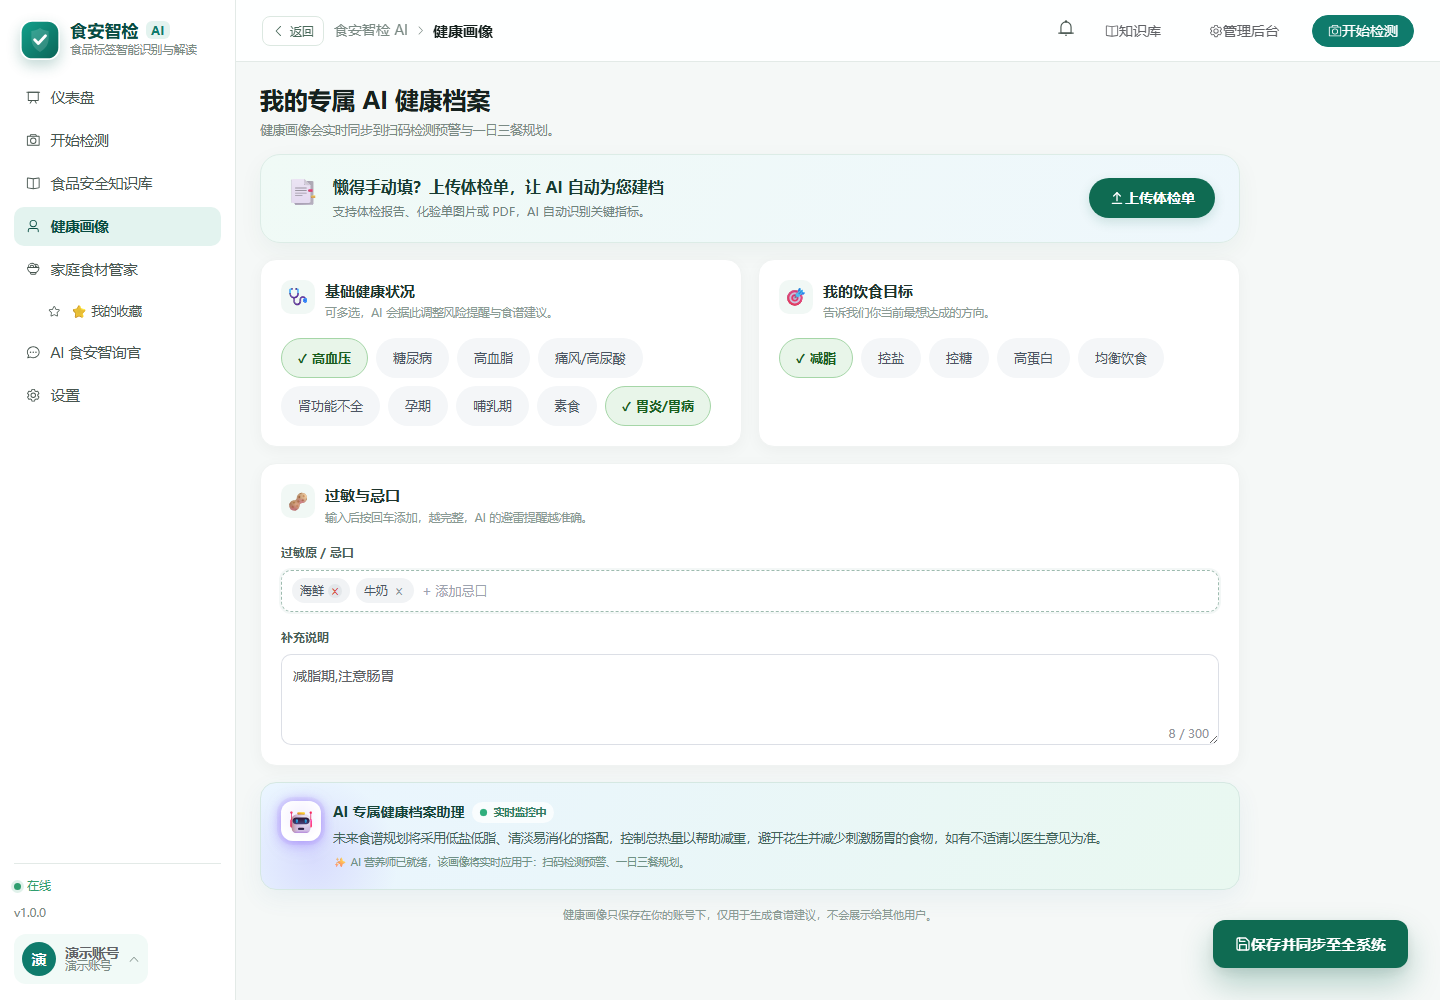 食安智检 AI
食品标签智能识别与解读
仪表盘
开始检测
食品安全知识库
健康画像
家庭食材管家
我的收藏
AI 食安智询官
设置
在线
v1.0.0
演
演示账号
演示账号
返回
食安智检 AI
健康画像
知识库
管理后台
开始检测
我的专属 AI 健康档案
健康画像会实时同步到扫码检测预警与一日三餐规划。
懒得手动填？上传体检单，让 AI 自动为您建档
支持体检报告、化验单图片或 PDF，AI 自动识别关键指标。
上传体检单
基础健康状况
可多选，AI 会据此调整风险提醒与食谱建议。
✓ 高血压
糖尿病
高血脂
痛风/高尿酸
肾功能不全
孕期
哺乳期
素食
✓ 胃炎/胃病
我的饮食目标
告诉我们你当前最想达成的方向。
✓ 减脂
控盐
控糖
高蛋白
均衡饮食
过敏与忌口
输入后按回车添加，越完整，AI 的避雷提醒越准确。
过敏原 / 忌口
海鲜 ×
牛奶 ×
+ 添加忌口
补充说明
减脂期,注意肠胃
8 / 300
AI 专属健康档案助理
实时监控中
未来食谱规划将采用低盐低脂、清淡易消化的搭配，控制总热量以帮助减重，避开花生并减少刺激肠胃的食物，如有不适请以医生意见为准。
AI 营养师已就绪，该画像将实时应用于：扫码检测预警、一日三餐规划。
健康画像只保存在你的账号下，仅用于生成食谱建议，不会展示给其他用户。
保存并同步至全系统